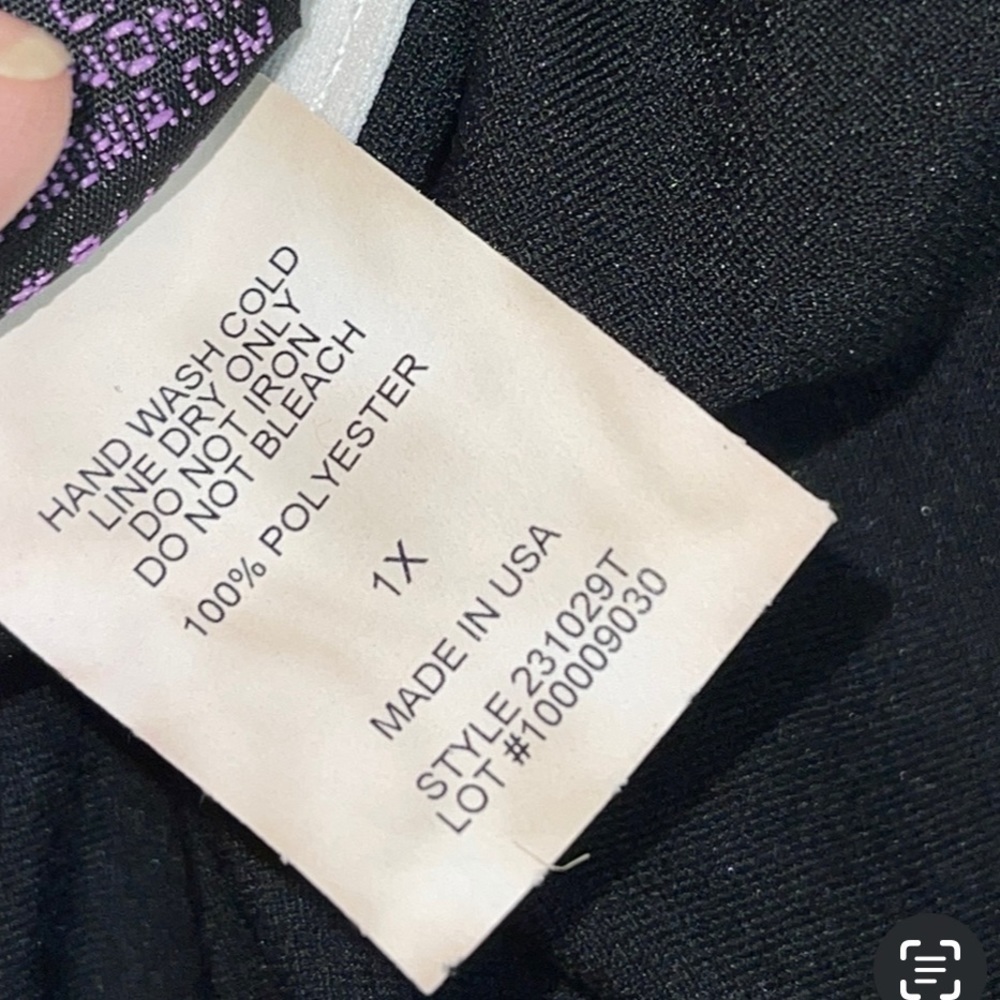 HAND WASH COLD
LINE DRY ONLY
DO NOT IRON
DO NOT BLEACH
100% POLYESTER
1X
MADE IN USA
STYLE 231029T
LOT #100009030